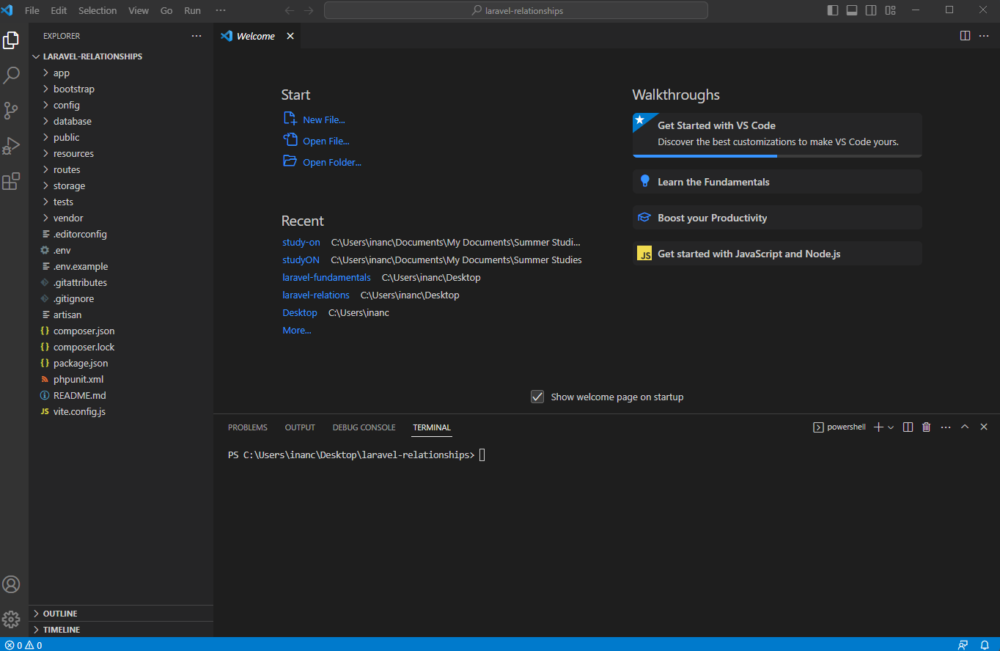 File Edit Selection View Go Run ···
laravel-relationships
EXPLORER ···
Welcome
LARAVEL-RELATIONSHIPS
app
bootstrap
config
database
public
resources
routes
storage
tests
vendor
.editorconfig
.env
.env.example
.gitattributes
.gitignore
artisan
{} composer.json
{} composer.lock
{} package.json
phpunit.xml
README.md
JS vite.config.js
OUTLINE
TIMELINE
Start
New File...
Open File...
Open Folder...
Recent
study-on C:\Users\inanc\Documents\My Documents\Summer Studi...
studyON C:\Users\inanc\Documents\My Documents\Summer Studies
laravel-fundamentals C:\Users\inanc\Desktop
laravel-relations C:\Users\inanc\Desktop
Desktop C:\Users\inanc
More...
Walkthroughs
Get Started with VS Code
Discover the best customizations to make VS Code yours.
Learn the Fundamentals
Boost your Productivity
JS Get started with JavaScript and Node.js
Show welcome page on startup
PROBLEMS OUTPUT DEBUG CONSOLE TERMINAL
powershell
PS C:\Users\inanc\Desktop\laravel-relationships>
0 0